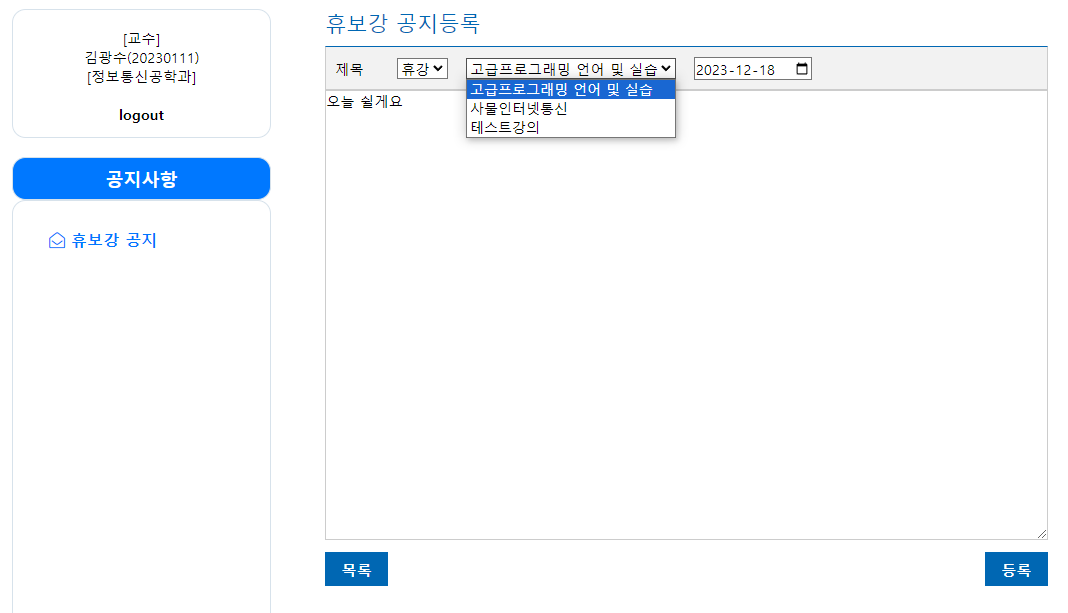 [교수]
김광수(20230111)
[정보통신공학과]
logout
공지사항
휴보강 공지
휴보강 공지등록
제목 휴강 고급프로그래밍 언어 및 실습 2023-12-18
고급프로그래밍 언어 및 실습
사물인터넷통신
테스트강의
오늘 쉴게요
목록 등록